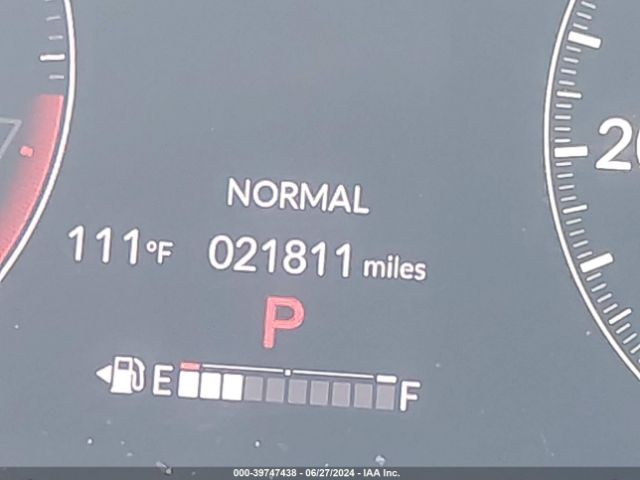 NORMAL
111°F 021811 miles
P
E F
000-39747438 - 06/27/2024 - IAA Inc.